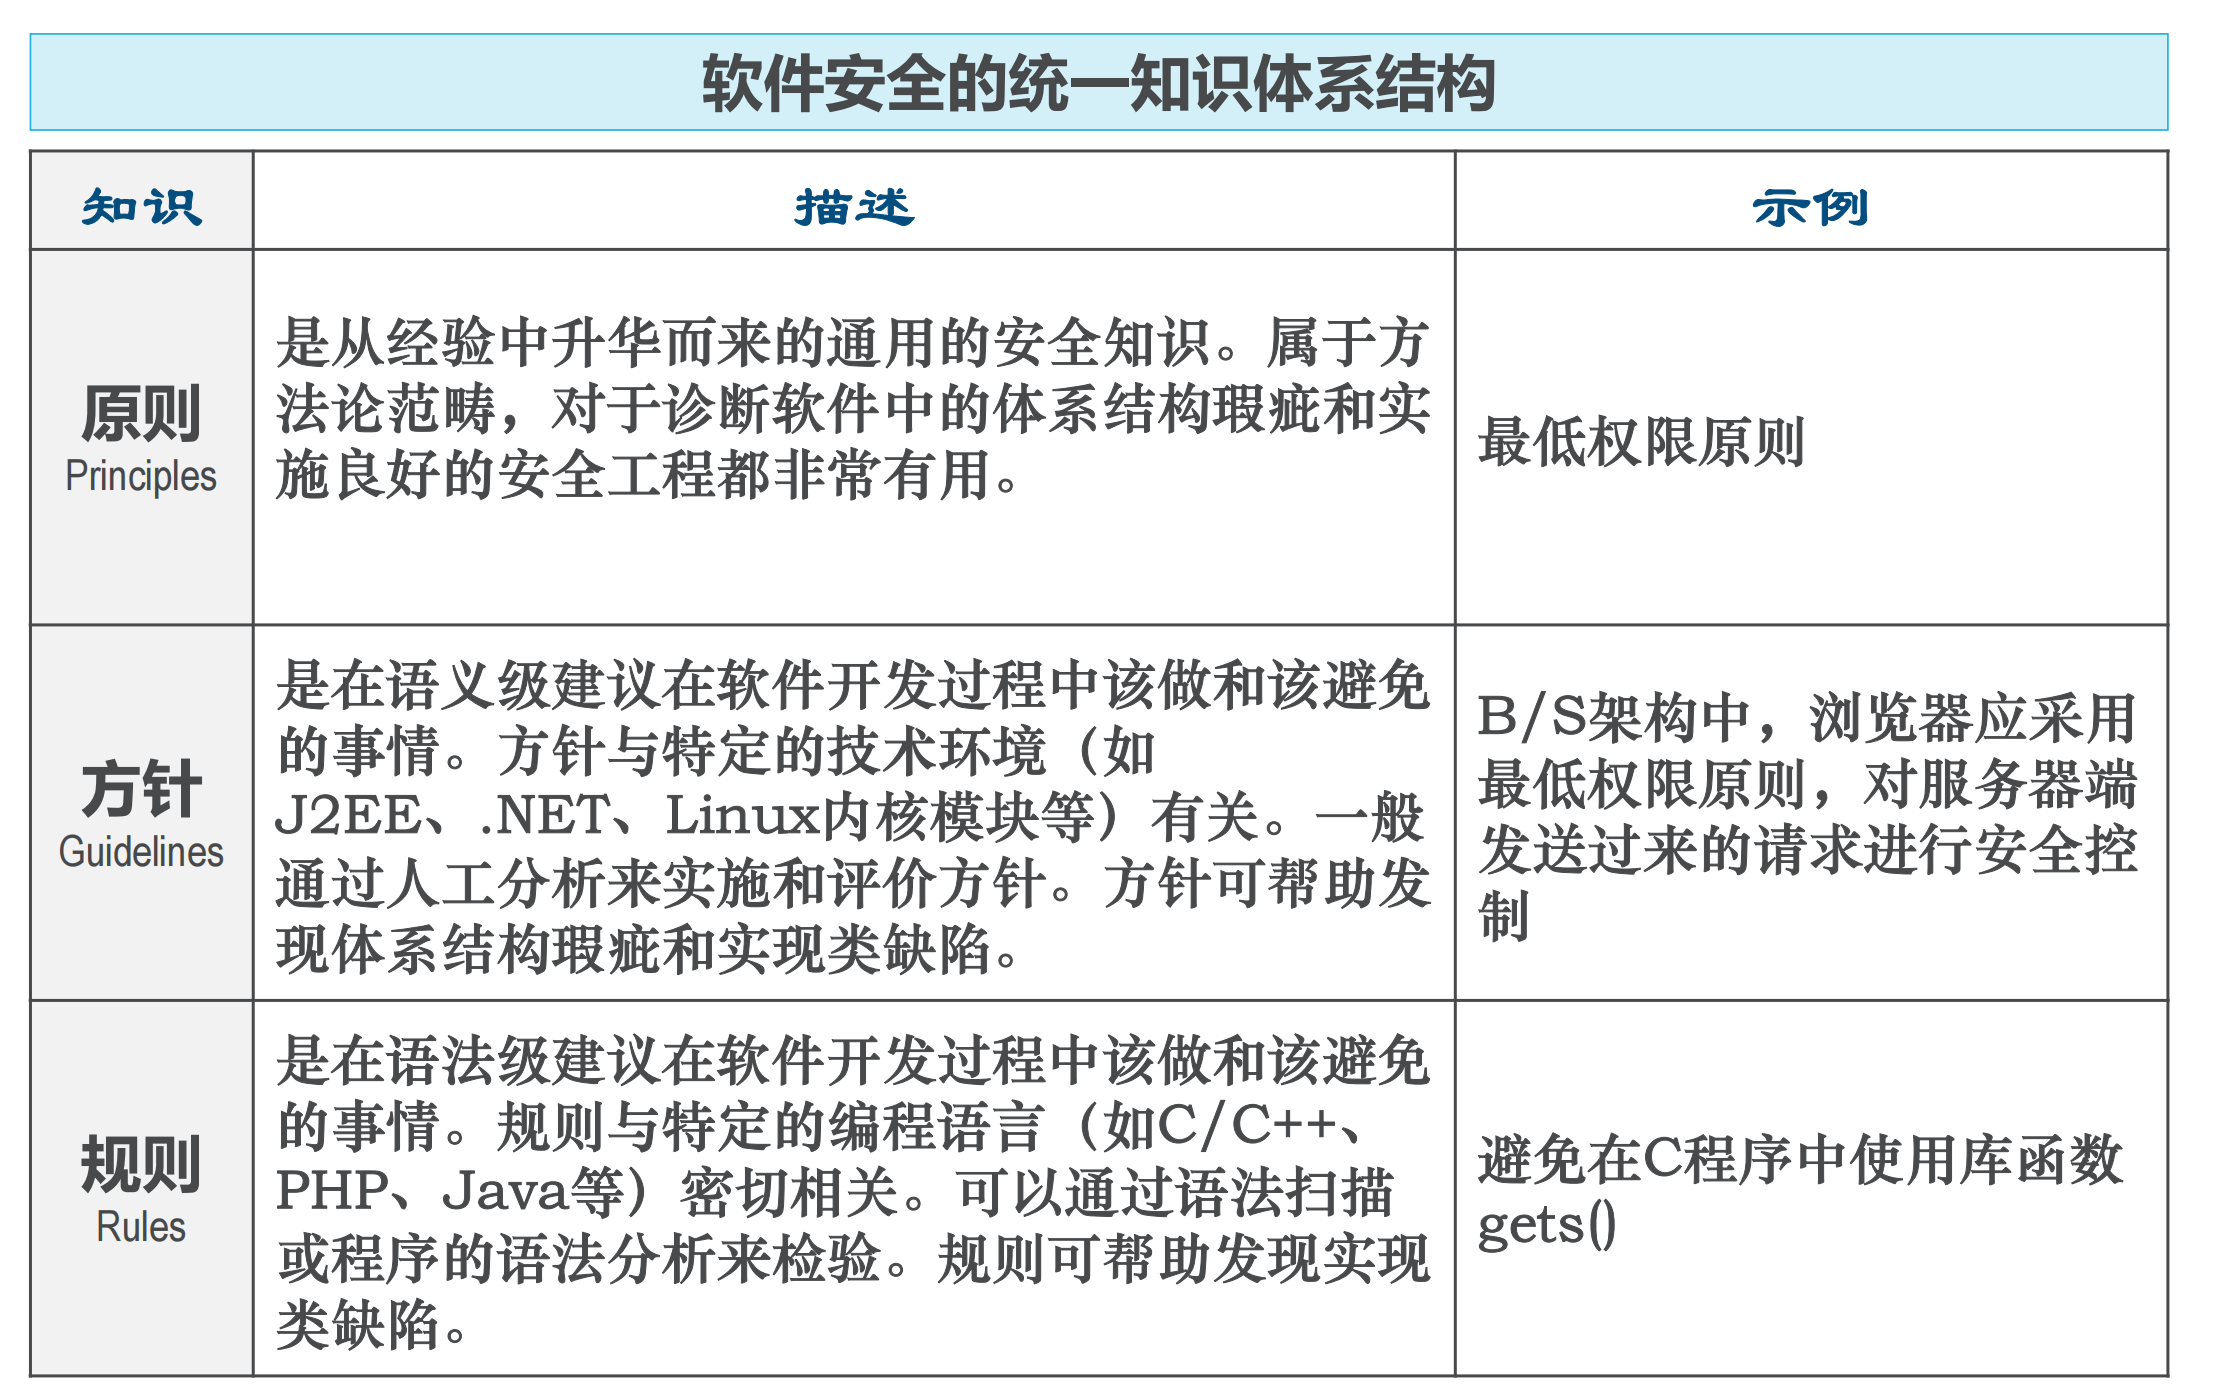 软件安全的统一知识体系结构
知识
描述
示例
原则
Principles
是从经验中升华而来的通用的安全知识。属于方
法论范畴，对于诊断软件中的体系结构瑕疵和实
施良好的安全工程都非常有用。
最低权限原则
方针
Guidelines
是在语义级建议在软件开发过程中该做和该避免
的事情。方针与特定的技术环境（如
J2EE、.NET、Linux内核模块等）有关。一般
通过人工分析来实施和评价方针。方针可帮助发
现体系结构瑕疵和实现类缺陷。
B/S架构中，浏览器应采用
最低权限原则，对服务器端
发送过来的请求进行安全控
制
规则
Rules
是在语法级建议在软件开发过程中该做和该避免
的事情。规则与特定的编程语言（如C/C++、
PHP、Java等）密切相关。可以通过语法扫描
或程序的语法分析来检验。规则可帮助发现实现
类缺陷。
避免在C程序中使用库函数
gets()